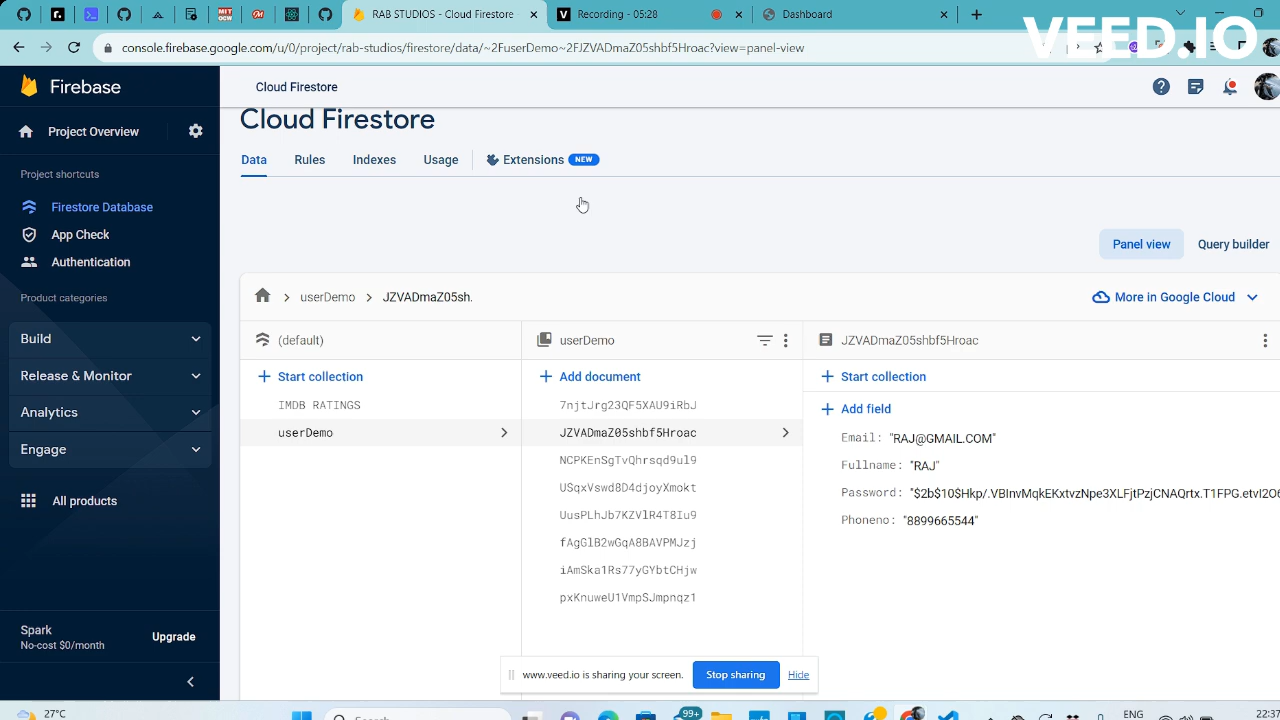 RAB STUDIOS - Cloud Firestore
Recording - 05:28
Dashboard
console.firebase.google.com/u/0/project/rab-studios/firestore/data/~2FuserDemo~2FJZVADmaZ05shbf5Hroac?view=panel-view
VEED.IO
Firebase
Cloud Firestore
Project Overview
Cloud Firestore
Data
Rules
Indexes
Usage
Extensions NEW
Project shortcuts
Firestore Database
App Check
Authentication
Panel view
Query builder
Product categories
Build
Release & Monitor
Analytics
Engage
All products
userDemo
JZVADmaZ05sh.
More in Google Cloud
(default)
userDemo
JZVADmaZ05shbf5Hroac
Start collection
IMDB RATINGS
userDemo
Add document
7njtJrg23QF5XAU9iRbJ
JZVADmaZ05shbf5Hroac
NCPKEnSgTvQhrsqd9ul9
USqxVswd8D4djoyXmokt
UusPLhJb7KZVlR4T8Iu9
fAgGlB2wGqA8BAVPMJzj
iAmSka1Rs77yGYbtCHjw
pxKnuweU1VmpSJmpnqz1
Start collection
Add field
Email: "RAJ@GMAIL.COM"
Fullname: "RAJ"
Password: "$2b$10$Hkp/.VBInvMqkEKxtvzNpe3XLFjtPzjCNAQrtx.T1FPG.etvI2O6
Phoneno: "8899665544"
Spark
No-cost $0/month
Upgrade
www.veed.io is sharing your screen.
Stop sharing
Hide
27°C
Search
99+
ENG
22:37